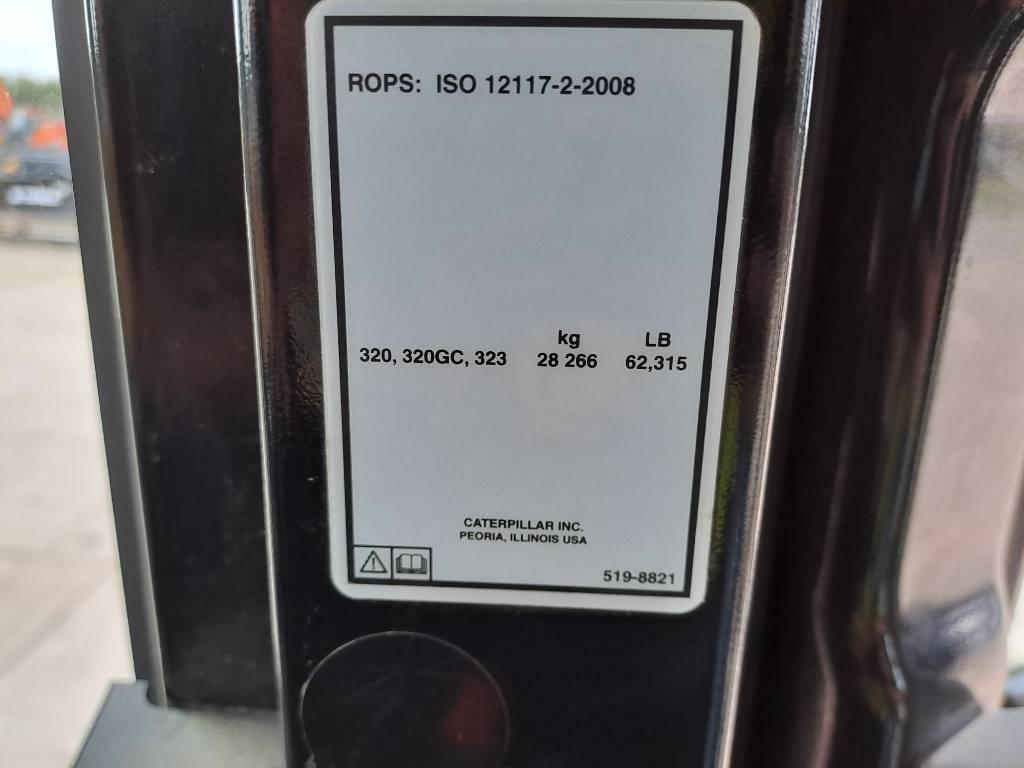 ROPS: ISO 12117-2-2008
kg LB
320, 320GC, 323 28 266 62,315
CATERPILLAR INC.
PEORIA, ILLINOIS USA
519-8821